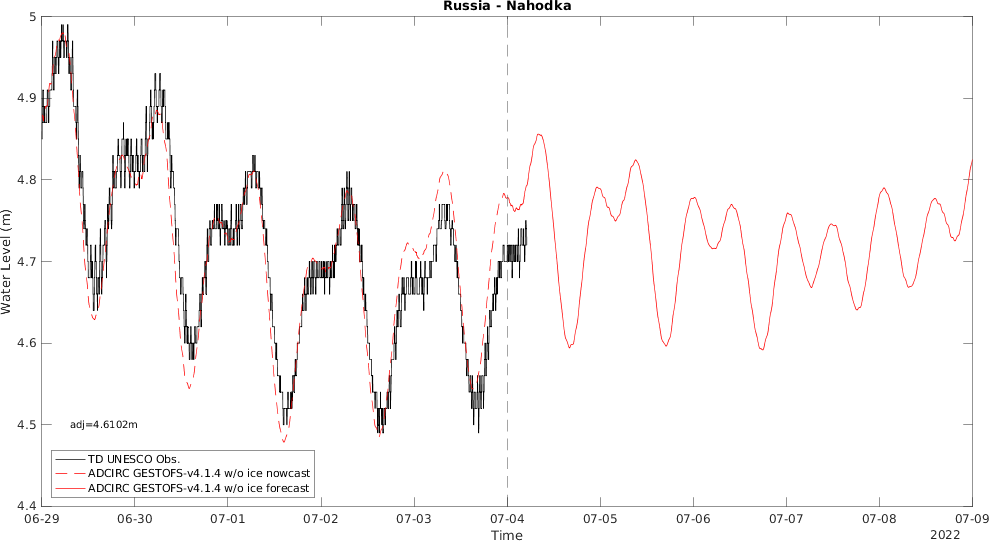 Russia - Nahodka
Water Level (m)
5
4.9
4.8
4.7
4.6
4.5
4.4
adj=4.6102m
TD UNESCO Obs.
ADCIRC GESTOFS-v4.1.4 w/o ice nowcast
ADCIRC GESTOFS-v4.1.4 w/o ice forecast
06-29 06-30 07-01 07-02 07-03 07-04 07-05 07-06 07-07 07-08 07-09
Time
2022